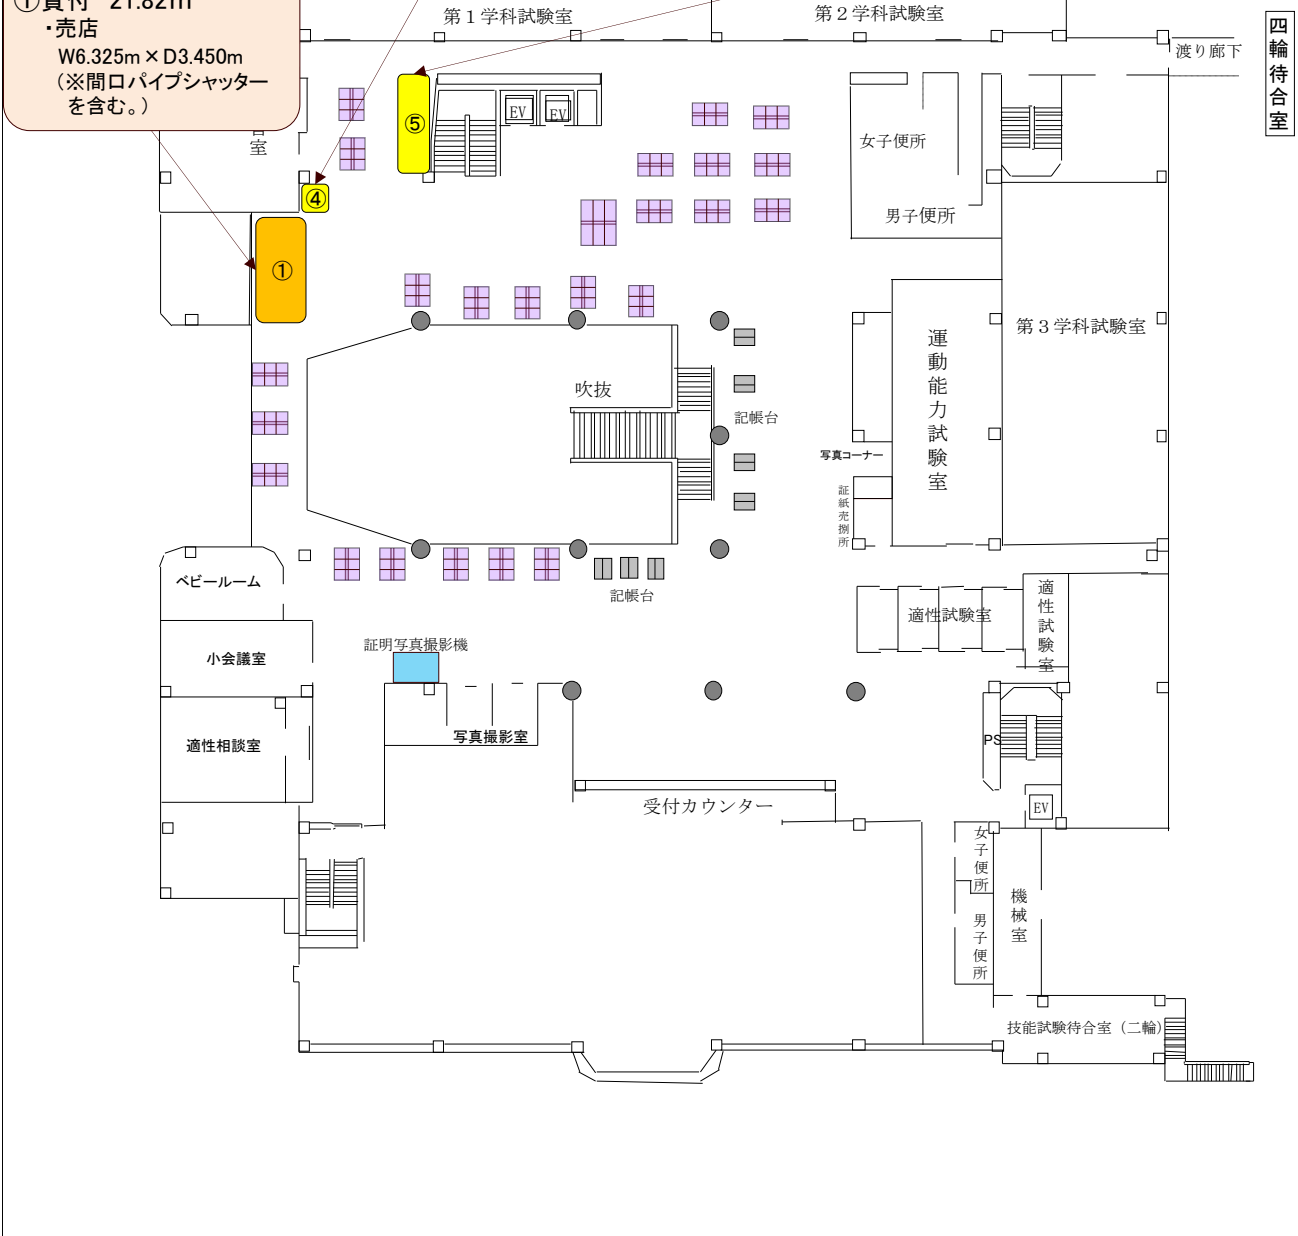 ①貸付 21.82㎡
・売店
W6.325m×D3.450m
（※間口パイプシャッター
を含む。）
第１学科試験室
第２学科試験室
渡り廊下
四輪待合室
室
EV
EV
⑤
④
①
女子便所
男子便所
第３学科試験室
運動能力試験室
吹抜
記帳台
写真コーナー
証紙売捌所
ベビールーム
記帳台
適性試験室
適性試験室
小会議室
証明写真撮影機
適性相談室
写真撮影室
PS
受付カウンター
EV
女子便所
男子便所
機械室
技能試験待合室（二輪）